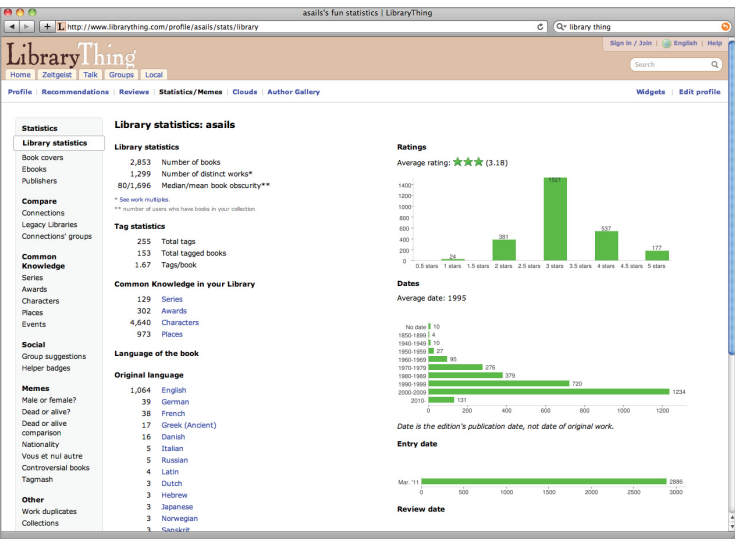 asails's fun statistics | LibraryThing
http://www.librarything.com/profile/asails/stats/library
library thing
LibraryThing
Sign in / Join | English | Help
Search
Home Zeitgeist Talk Groups Local
Profile | Recommendations | Reviews | Statistics/Memes | Clouds | Author Gallery
Widgets | Edit profile
Statistics
Library statistics
Book covers
Ebooks
Publishers
Compare
Connections
Legacy Libraries
Connections' groups
Common
Knowledge
Series
Awards
Characters
Places
Events
Social
Group suggestions
Helper badges
Memes
Male or female?
Dead or alive?
Dead or alive
comparison
Nationality
Vous et nul autre
Controversial books
Tagmash
Other
Work duplicates
Collections
Library statistics: asails
Library statistics
2,853 Number of books
1,299 Number of distinct works*
80/1,696 Median/mean book obscurity**
* See work multiples.
** number of users who have books in your collection
Tag statistics
255 Total tags
153 Total tagged books
1.67 Tags/book
Common Knowledge in your Library
129 Series
302 Awards
4,640 Characters
973 Places
Language of the book
Original language
1,064 English
39 German
38 French
17 Greek (Ancient)
16 Danish
5 Italian
5 Russian
4 Latin
3 Dutch
3 Hebrew
3 Japanese
3 Norwegian
3 Sanskrit
Ratings
Average rating: (3.18)
1400
1200
1000
800
600
400
200
0
24
381
1521
537
177
0.5 stars 1 stars 1.5 stars 2 stars 2.5 stars 3 stars 3.5 stars 4 stars 4.5 stars 5 stars
Dates
Average date: 1995
No date 10
1850-1899 4
1940-1949 10
1950-1959 27
1960-1969 95
1970-1979 276
1980-1989 379
1990-1999 720
2000-2009 1234
2010- 131
0 200 400 600 800 1000 1200
Date is the edition's publication date, not date of original work.
Entry date
Mar. '11 2886
0 500 1000 1500 2000 2500 3000
Review date